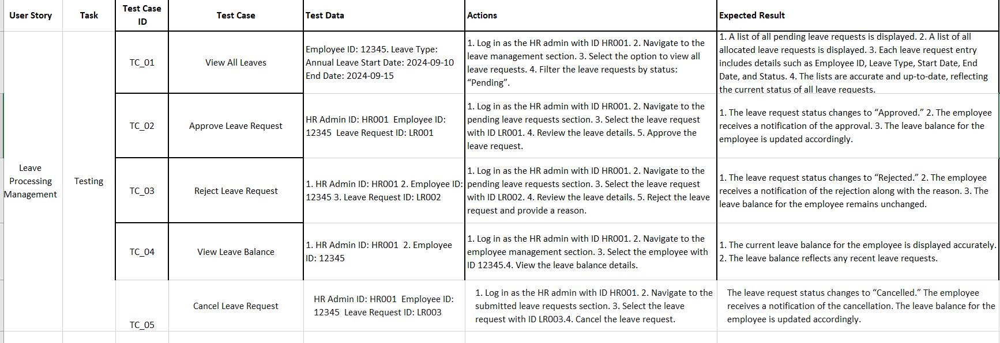 User Story
Task
Test Case
ID
Test Case
Test Data
Actions
Expected Result
Leave
Processing
Management
Testing
TC_01
View All Leaves
Employee ID: 12345. Leave Type:
Annual Leave Start Date: 2024-09-10
End Date: 2024-09-15
1. Log in as the HR admin with ID HR001. 2. Navigate to the
leave management section. 3. Select the option to view all
leave requests. 4. Filter the leave requests by status:
“Pending”.
1. A list of all pending leave requests is displayed. 2. A list of all
allocated leave requests is displayed. 3. Each leave request entry
includes details such as Employee ID, Leave Type, Start Date, End
Date, and Status. 4. The lists are accurate and up-to-date, reflecting
the current status of all leave requests.
TC_02
Approve Leave Request
HR Admin ID: HR001  Employee ID:
12345  Leave Request ID: LR001
1. Log in as the HR admin with ID HR001. 2. Navigate to the
pending leave requests section. 3. Select the leave request
with ID LR001. 4. Review the leave details. 5. Approve the
leave request.
1. The leave request status changes to “Approved.” 2. The employee
receives a notification of the approval. 3. The leave balance for the
employee is updated accordingly.
TC_03
Reject Leave Request
1. HR Admin ID: HR001 2. Employee ID:
12345 3. Leave Request ID: LR002
1. Log in as the HR admin with ID HR001. 2. Navigate to the
pending leave requests section. 3. Select the leave request
with ID LR002. 4. Review the leave details. 5. Reject the leave
request and provide a reason.
1. The leave request status changes to “Rejected.” 2. The employee
receives a notification of the rejection along with the reason. 3. The
leave balance for the employee remains unchanged.
TC_04
View Leave Balance
1. HR Admin ID: HR001  2. Employee
ID: 12345
1. Log in as the HR admin with ID HR001. 2. Navigate to the
employee management section. 3. Select the employee with
ID 12345.4. View the leave balance details.
1. The current leave balance for the employee is displayed accurately.
2. The leave balance reflects any recent leave requests.
TC_05
Cancel Leave Request
HR Admin ID: HR001  Employee ID:
12345  Leave Request ID: LR003
1. Log in as the HR admin with ID HR001. 2. Navigate to the
submitted leave requests section. 3. Select the leave
request with ID LR003.4. Cancel the leave request.
The leave request status changes to “Cancelled.” The employee
receives a notification of the cancellation. The leave balance for the
employee is updated accordingly.